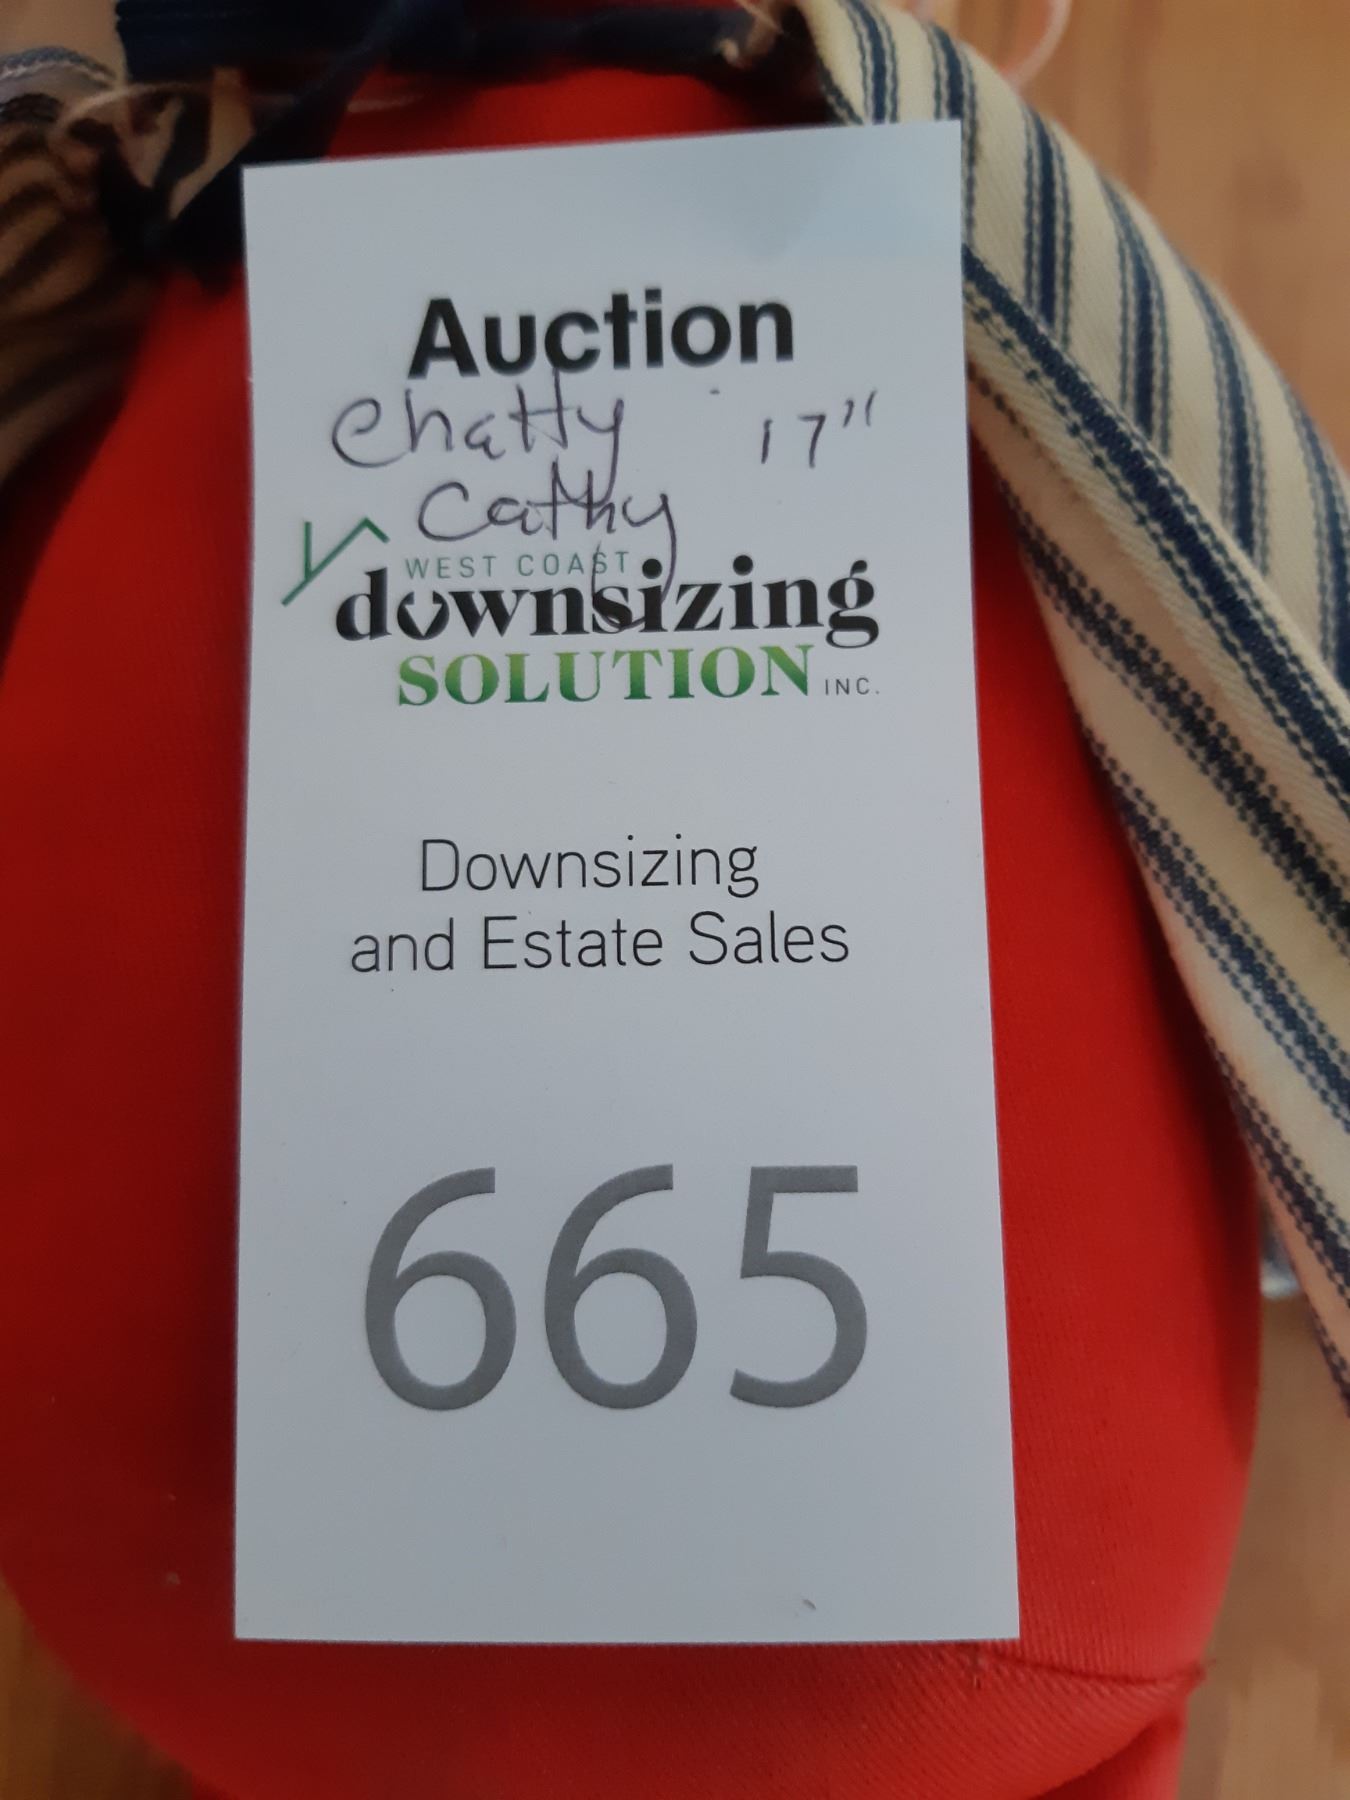 Auction
Chatty 17"
Cathy
WEST COAST
downsizing
SOLUTION INC.
Downsizing
and Estate Sales
665